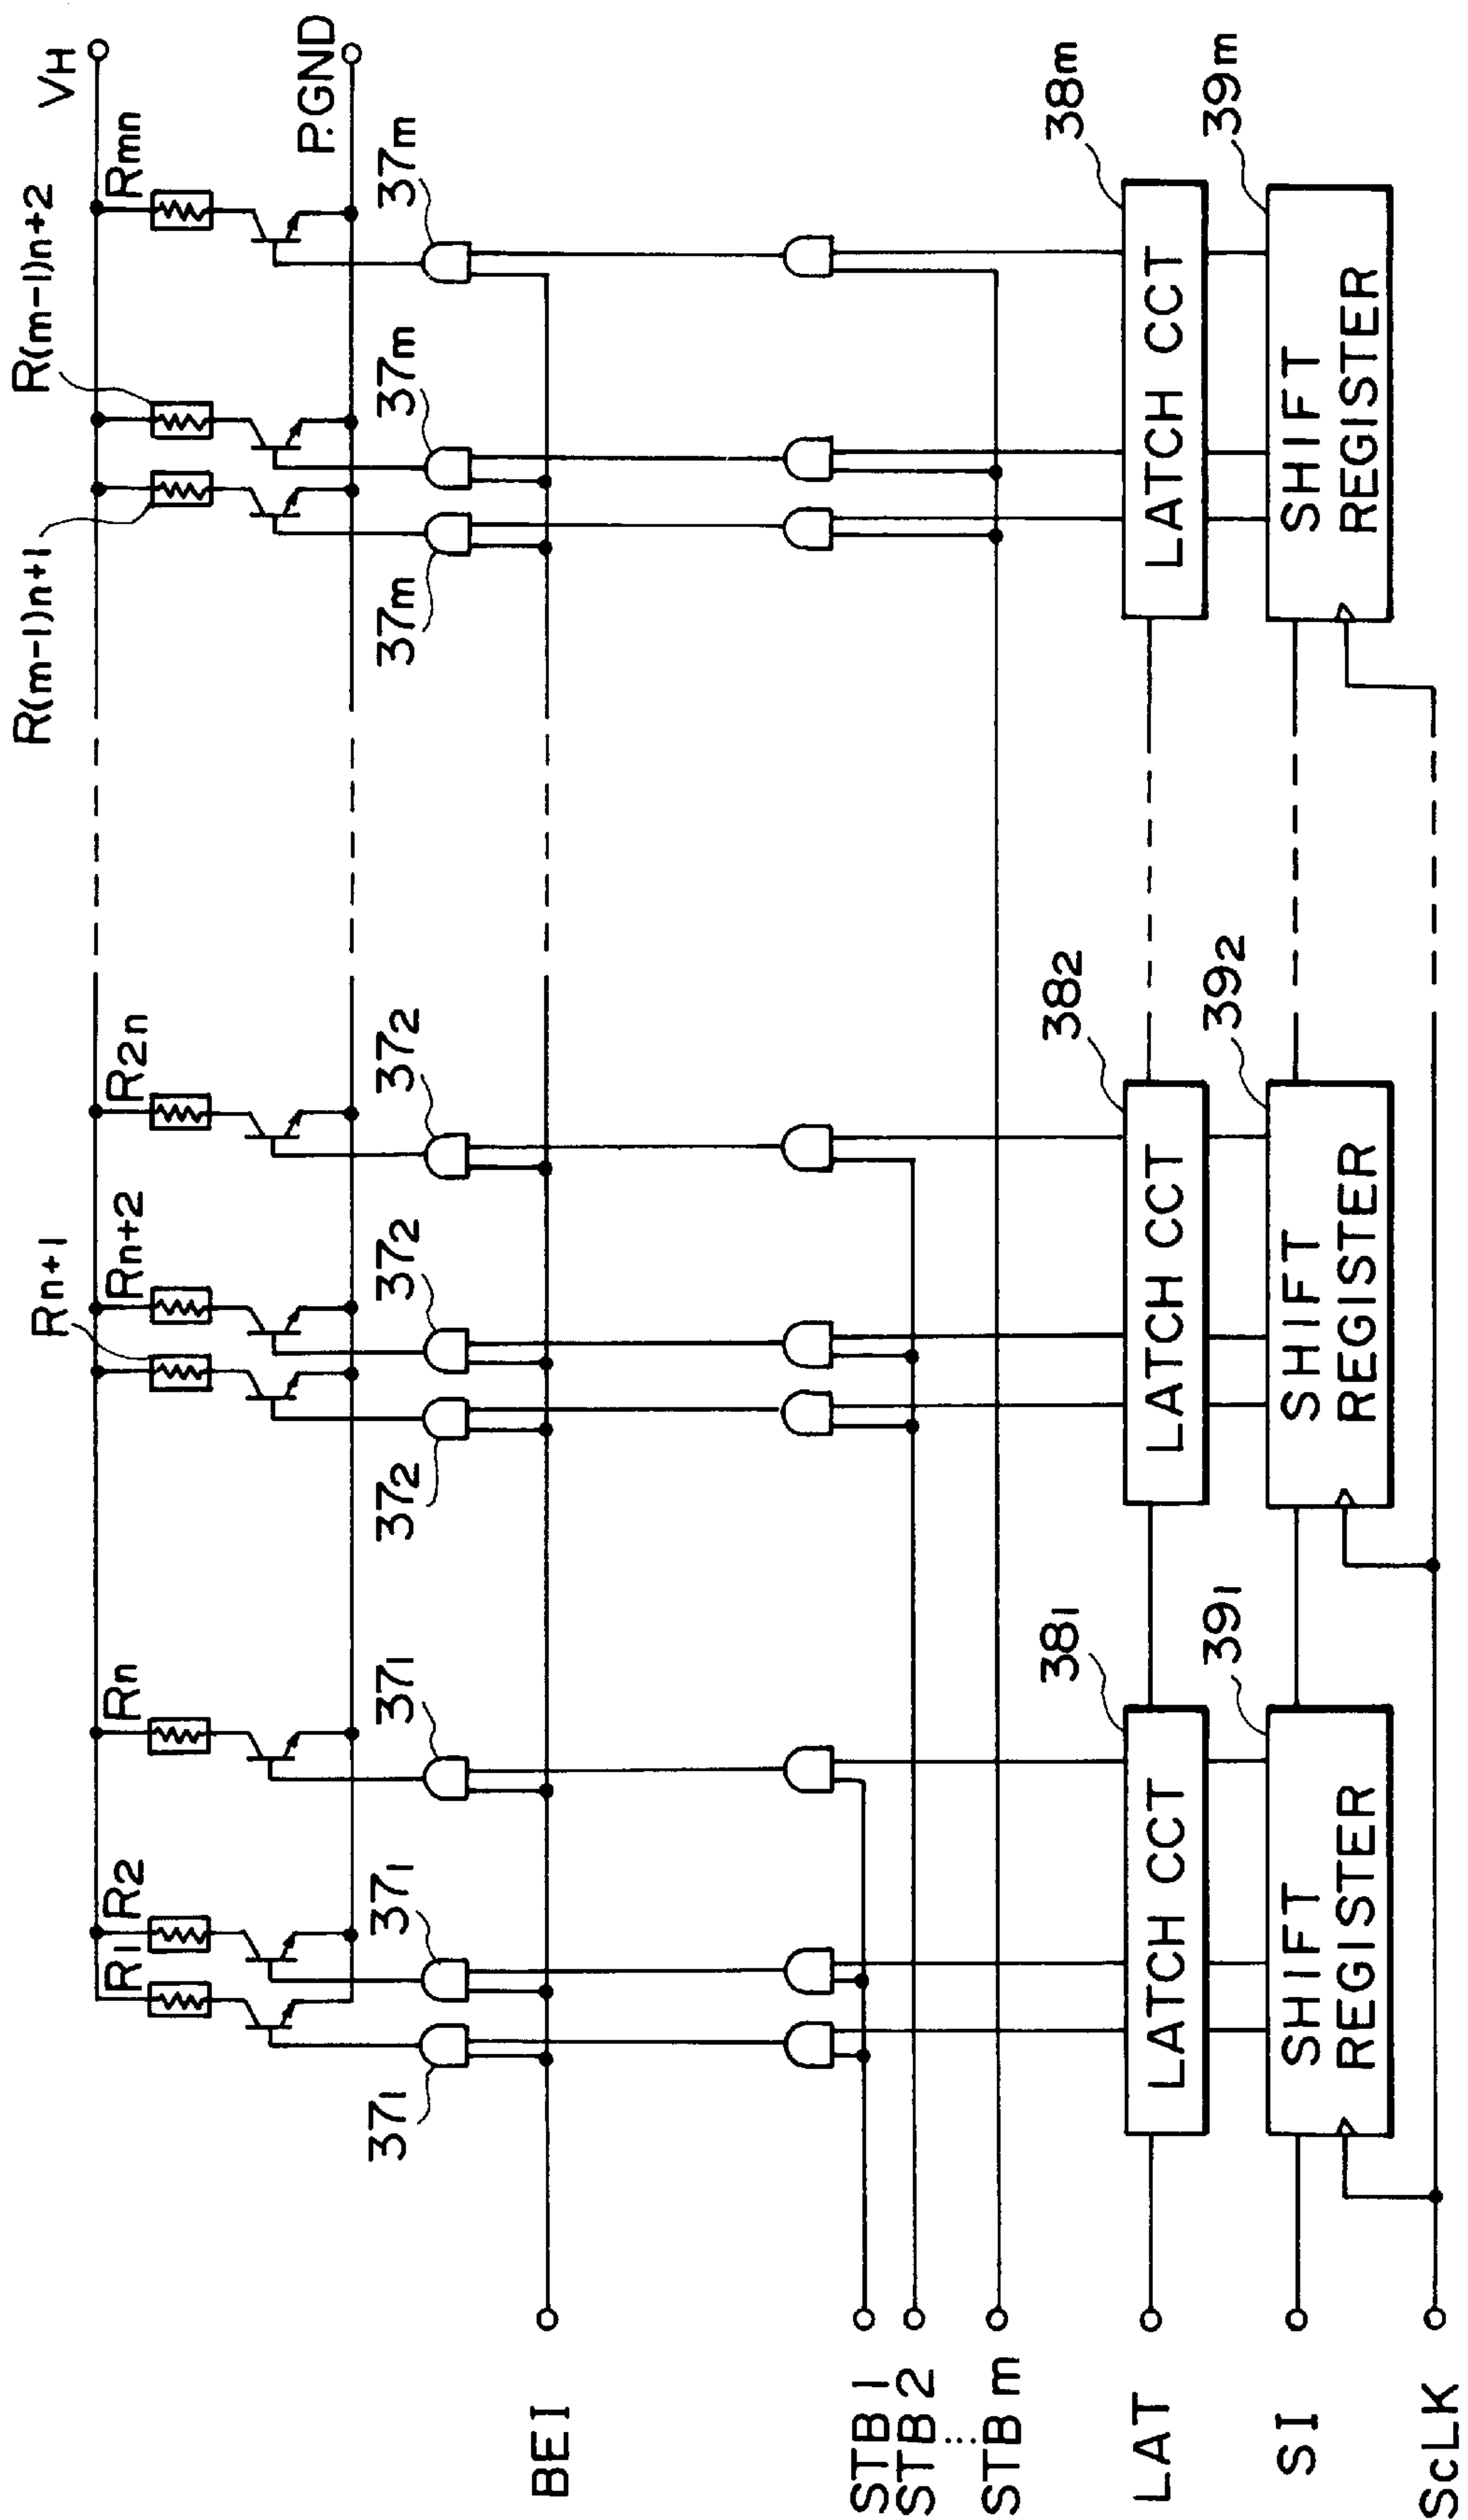 VH
P.GND
R1
R2
Rn
Rn+1
Rn+2
R2n
R(m-1)n+1
R(m-1)n+2
Rmn
371
371
371
372
372
372
37m
37m
37m
BEI
STB1
STB2
⋮
STBm
LAT
LATCH CCT
381
LATCH CCT
382
LATCH CCT
38m
SI
SHIFT
REGISTER
391
SHIFT
REGISTER
392
SHIFT
REGISTER
39m
ScLK